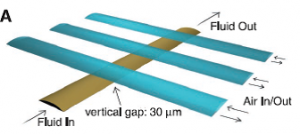 A
Fluid Out
Air In/Out
vertical gap: 30 μm
Fluid In